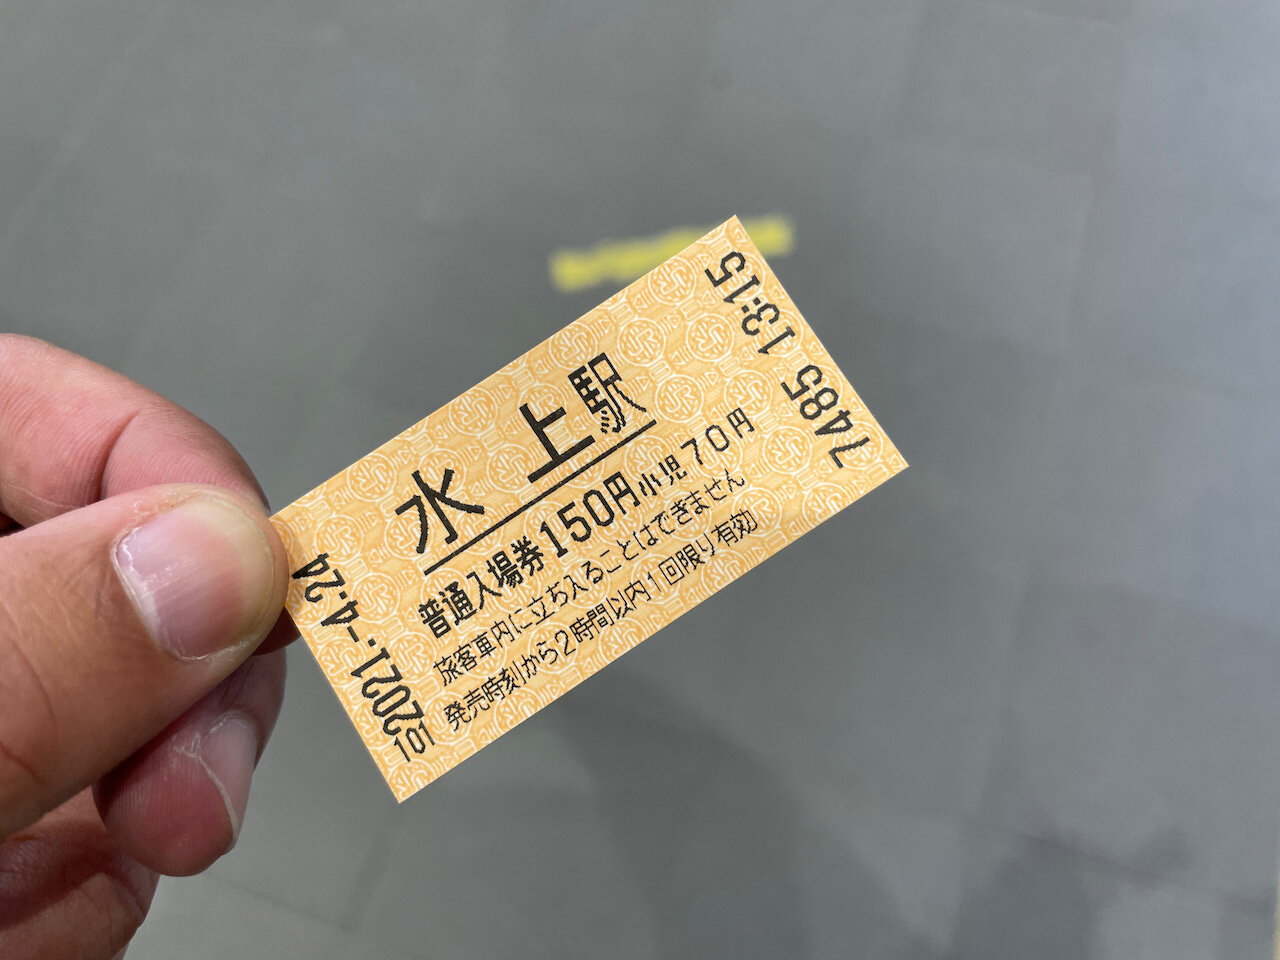 水上駅
普通入場券150円小児70円
旅客車内に立ち入ることはできません
発売時刻から2時間以内1回限り有効
2021.-4.24
101
13:15
7485